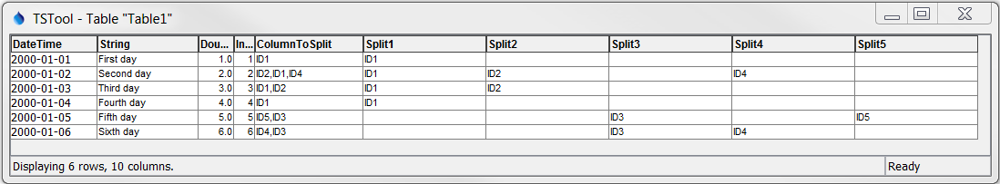 TSTool - Table "Table1"
DateTime String Dou... In... ColumnToSplit Split1 Split2 Split3 Split4 Split5
2000-01-01 First day 1.0 1 ID1 ID1
2000-01-02 Second day 2.0 2 ID2,ID1,ID4 ID1 ID2 ID4
2000-01-03 Third day 3.0 3 ID1,ID2 ID1 ID2
2000-01-04 Fourth day 4.0 4 ID1 ID1
2000-01-05 Fifth day 5.0 5 ID5,ID3 ID3 ID5
2000-01-06 Sixth day 6.0 6 ID4,ID3 ID3 ID4
Displaying 6 rows, 10 columns. Ready